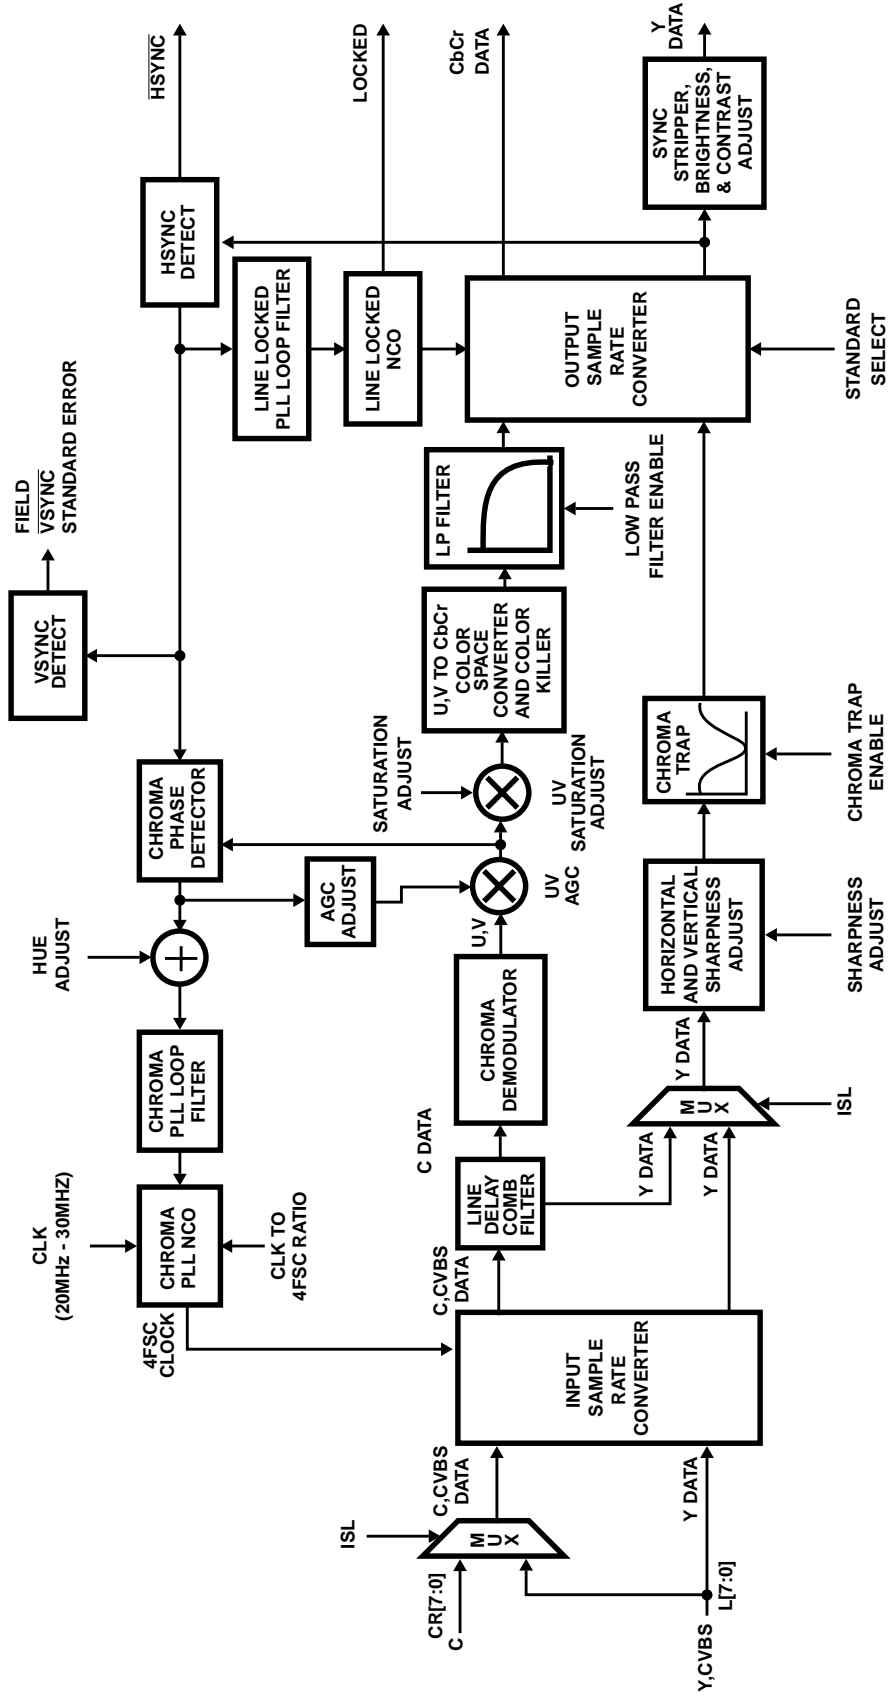 FIELD
VSYNC
STANDARD ERROR
VSYNC
DETECT
HSYNC
DETECT
HSYNC
CLK
(20MHz - 30MHZ)
HUE
ADJUST
CHROMA
PLL NCO
CHROMA
PLL LOOP
FILTER
CHROMA
PHASE
DETECTOR
4FSC
CLOCK
CLK TO
4FSC RATIO
AGC
ADJUST
LINE LOCKED
PLL LOOP FILTER
LINE LOCKED
NCO
LOCKED
SATURATION
ADJUST
ISL
CR[7:0]
C
M
U
X
C,CVBS
DATA
C,CVBS
DATA
LINE
DELAY
COMB
FILTER
C DATA
CHROMA
DEMODULATOR
U,V
UV
AGC
UV
SATURATION
ADJUST
U,V TO CbCr
COLOR
SPACE
CONVERTER
AND COLOR
KILLER
LP FILTER
LOW PASS
FILTER ENABLE
CbCr
DATA
INPUT
SAMPLE
RATE
CONVERTER
OUTPUT
SAMPLE
RATE
CONVERTER
SYNC
STRIPPER,
BRIGHTNESS,
& CONTRAST
ADJUST
Y
DATA
Y,CVBS
L[7:0]
Y DATA
Y DATA
Y DATA
M
U
X
Y DATA
ISL
HORIZONTAL
AND VERTICAL
SHARPNESS
ADJUST
SHARPNESS
ADJUST
CHROMA
TRAP
CHROMA TRAP
ENABLE
STANDARD
SELECT